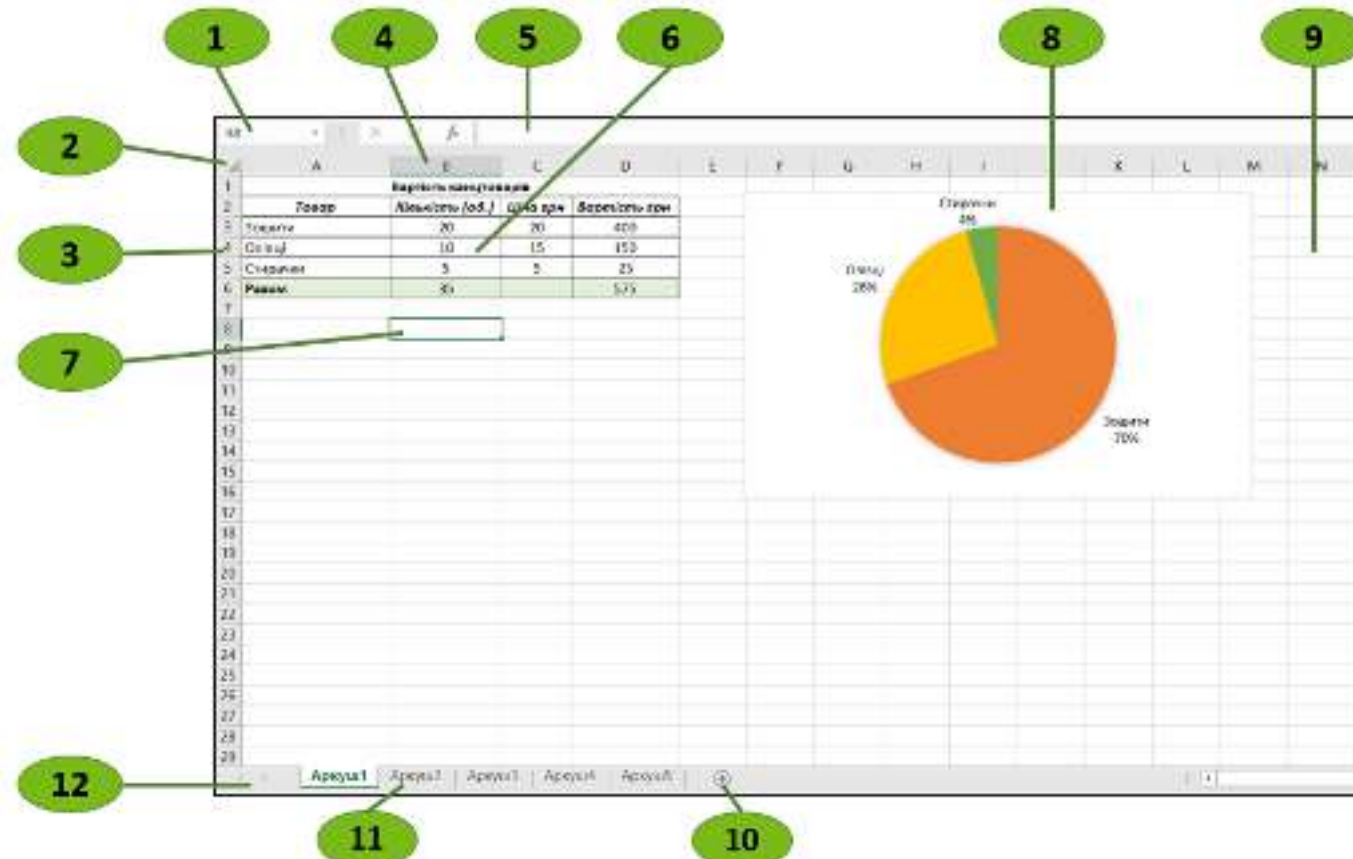 1 4 5 6 8 9
2
B8 fx
A B C D E F G H I K L M N
1 Вартість канцтоварів
2 Товар Кількість (од.) Ціна грн Вартість грн
3 Зошити 20 20 400
4 Олівці 10 15 150
5 Стирачки 5 5 25
6 Разом 35 575
3
7
8
7
9
10
11
12
13
14
15
16
17
18
19
20
21
22
23
24
25
26
27
28
29
Стирачки
4%
Олівці
26%
Зошити
70%
12
Аркуш1 Аркуш2 Аркуш3 Аркуш4 Аркуш5
11 10